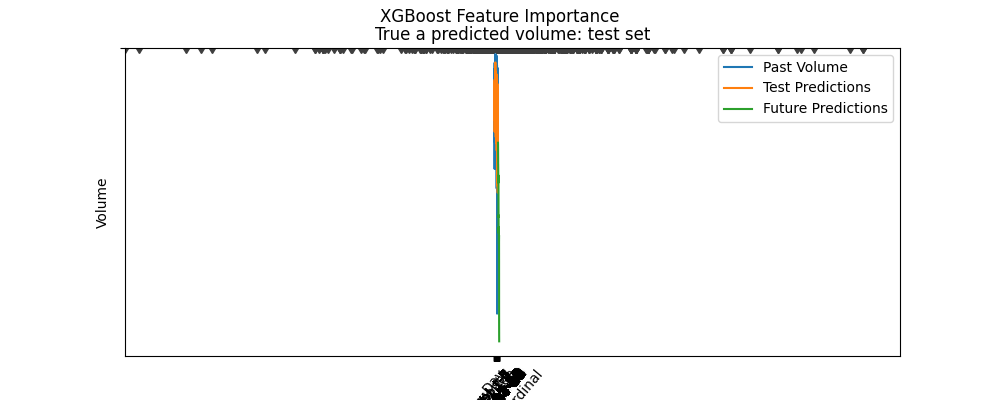 XGBoost Feature Importance
True a predicted volume: test set
Past Volume
Test Predictions
Future Predictions
Volume